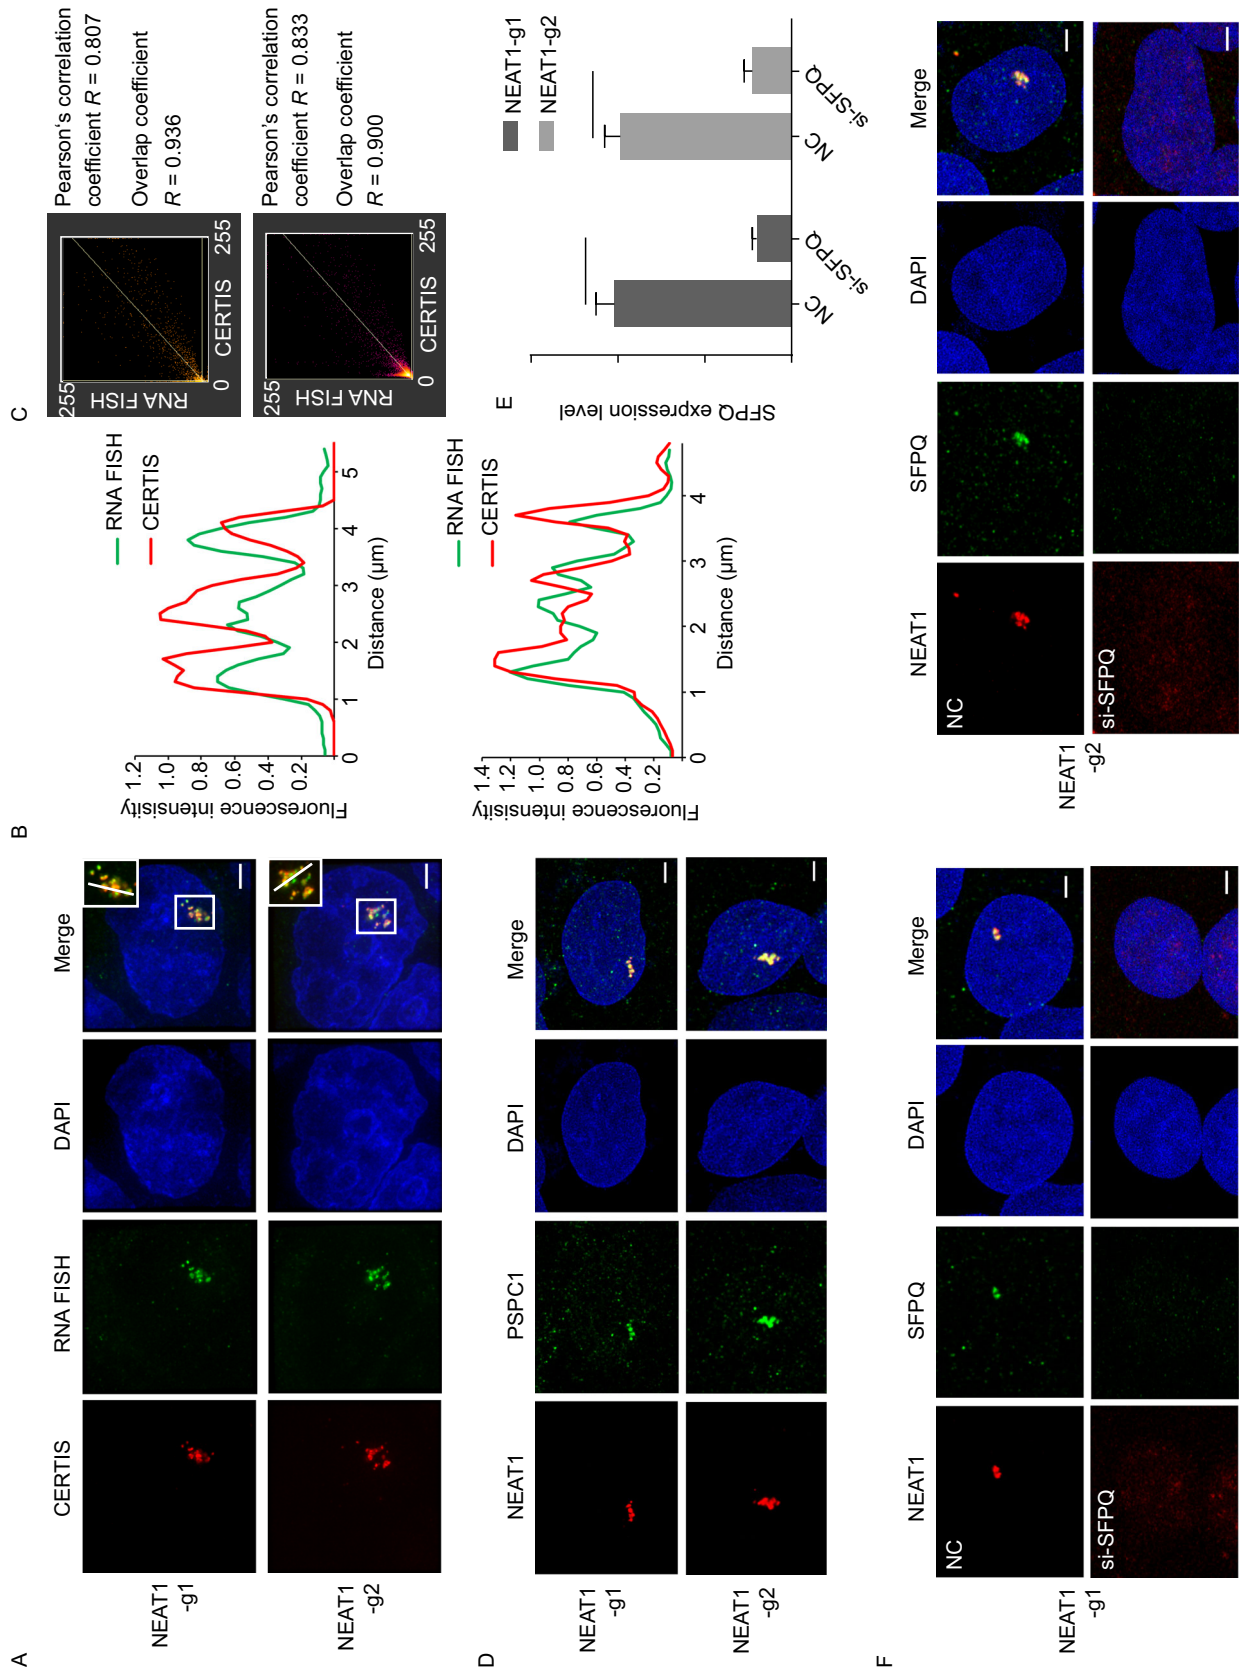 A
CERTIS
RNA FISH
DAPI
Merge
NEAT1
-g1
NEAT1
-g2
B
Fluorescence intensisity
1.2
1.0
0.8
0.6
0.4
0.2
0
1
2
3
4
5
Distance (µm)
RNA FISH
CERTIS
Fluorescence intensisity
1.4
1.2
1.0
0.8
0.6
0.4
0.2
0
1
2
3
4
Distance (µm)
RNA FISH
CERTIS
C
255
RNA FISH
0
CERTIS
255
Pearson's correlation
coefficient R = 0.807
Overlap coefficient
R = 0.936
255
RNA FISH
0
CERTIS
255
Pearson's correlation
coefficient R = 0.833
Overlap coefficient
R = 0.900
D
NEAT1
PSPC1
DAPI
Merge
NEAT1
-g1
NEAT1
-g2
E
SFPQ expression level
NC
si-SFPQ
NC
si-SFPQ
NEAT1-g1
NEAT1-g2
F
NEAT1
SFPQ
DAPI
Merge
NC
si-SFPQ
NEAT1
-g1
NEAT1
SFPQ
DAPI
Merge
NC
si-SFPQ
NEAT1
-g2